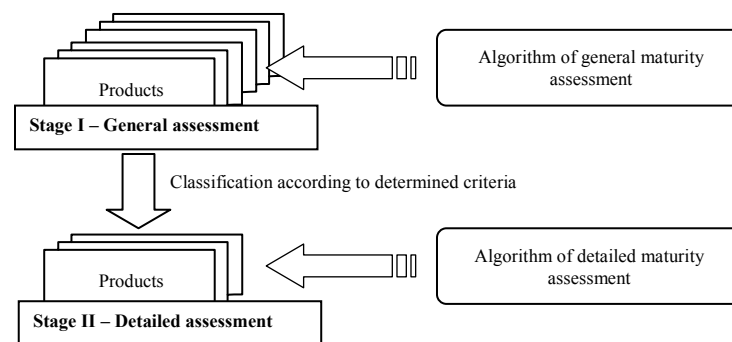 Algorithm of general maturity
assessment
Products
Stage I – General assessment
Classification according to determined criteria
Algorithm of detailed maturity
assessment
Products
Stage II – Detailed assessment